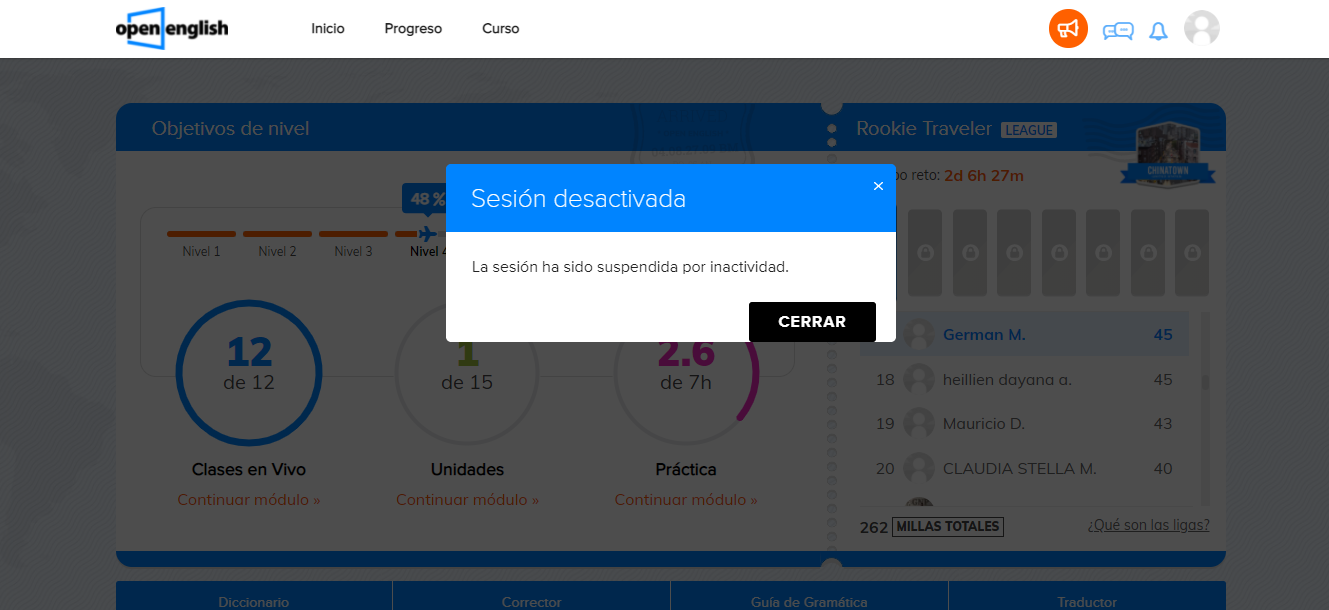 open english
Inicio
Progreso
Curso
Objetivos de nivel
Rookie Traveler LEAGUE
CHINATOWN
reto: 2d 6h 27m
48 %
Nivel 1
Nivel 2
Nivel 3
Nivel 4
Sesión desactivada
×
La sesión ha sido suspendida por inactividad.
CERRAR
12
de 12
1
de 15
2.6
de 7h
Clases en Vivo
Unidades
Práctica
Continuar módulo »
Continuar módulo »
Continuar módulo »
German M. 45
18 heillien dayana a. 45
19 Mauricio D. 43
20 CLAUDIA STELLA M. 40
262 MILLAS TOTALES
¿Qué son las ligas?
Diccionario
Corrector
Guía de Gramática
Traductor